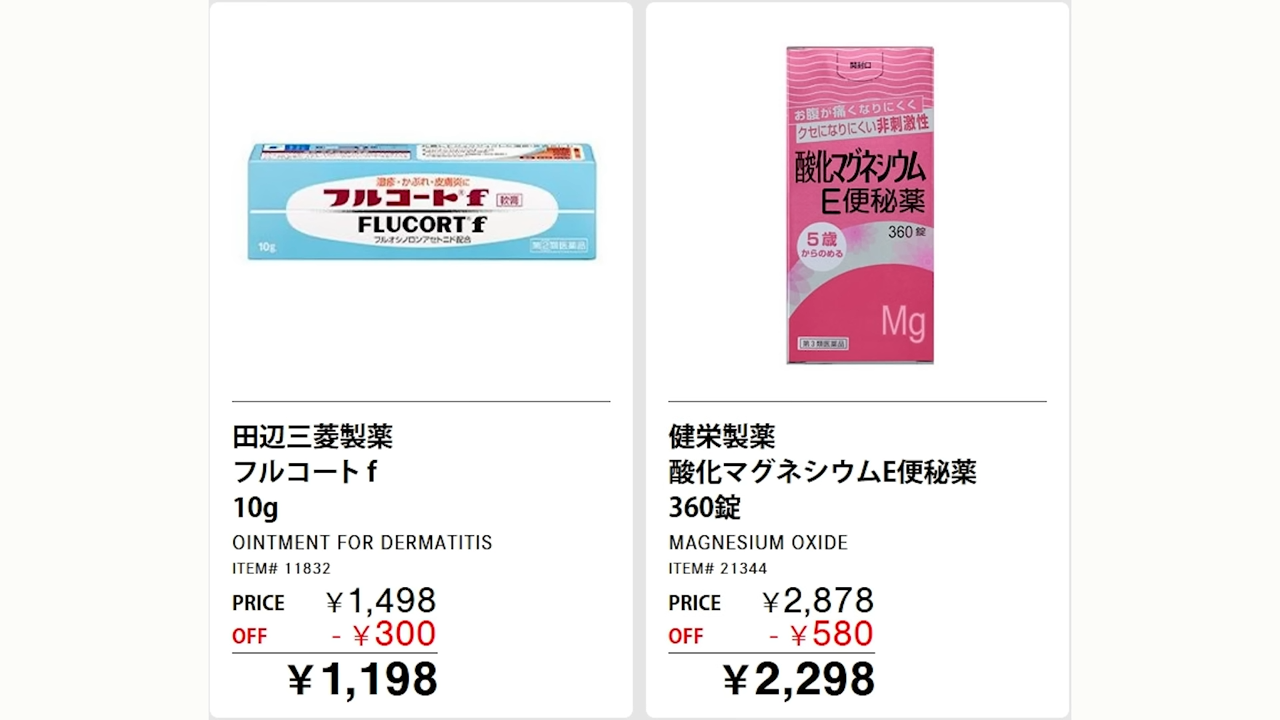 湿疹・かぶれ・皮膚炎に
フルコート® f 軟膏
FLUCORT® f
フルオシノロンアセトニド配合
10g
第②類医薬品
田辺三菱製薬
フルコート f
10g
OINTMENT FOR DERMATITIS
ITEM# 11832
PRICE ¥1,498
OFF - ¥300
¥1,198
開封口
お腹が痛くなりにくく
クセになりにくい非刺激性
酸化マグネシウム
E便秘薬
360錠
5歳
からのめる
Mg
第3類医薬品
健栄製薬
酸化マグネシウムE便秘薬
360錠
MAGNESIUM OXIDE
ITEM# 21344
PRICE ¥2,878
OFF - ¥580
¥2,298